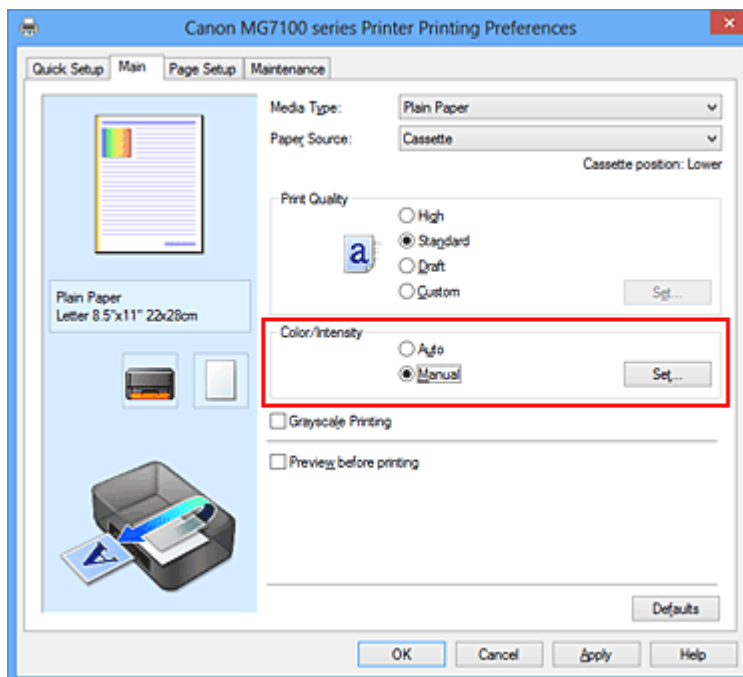 Canon MG7100 series Printer Printing Preferences
Quick Setup Main Page Setup Maintenance
Media Type: Plain Paper
Paper Source: Cassette
Cassette position: Lower
Print Quality
High
Standard
Draft
Custom Set...
Plain Paper
Letter 8.5"x11" 22x28cm
Color/Intensity
Auto
Manual Set...
Grayscale Printing
Preview before printing
Defaults
OK Cancel Apply Help